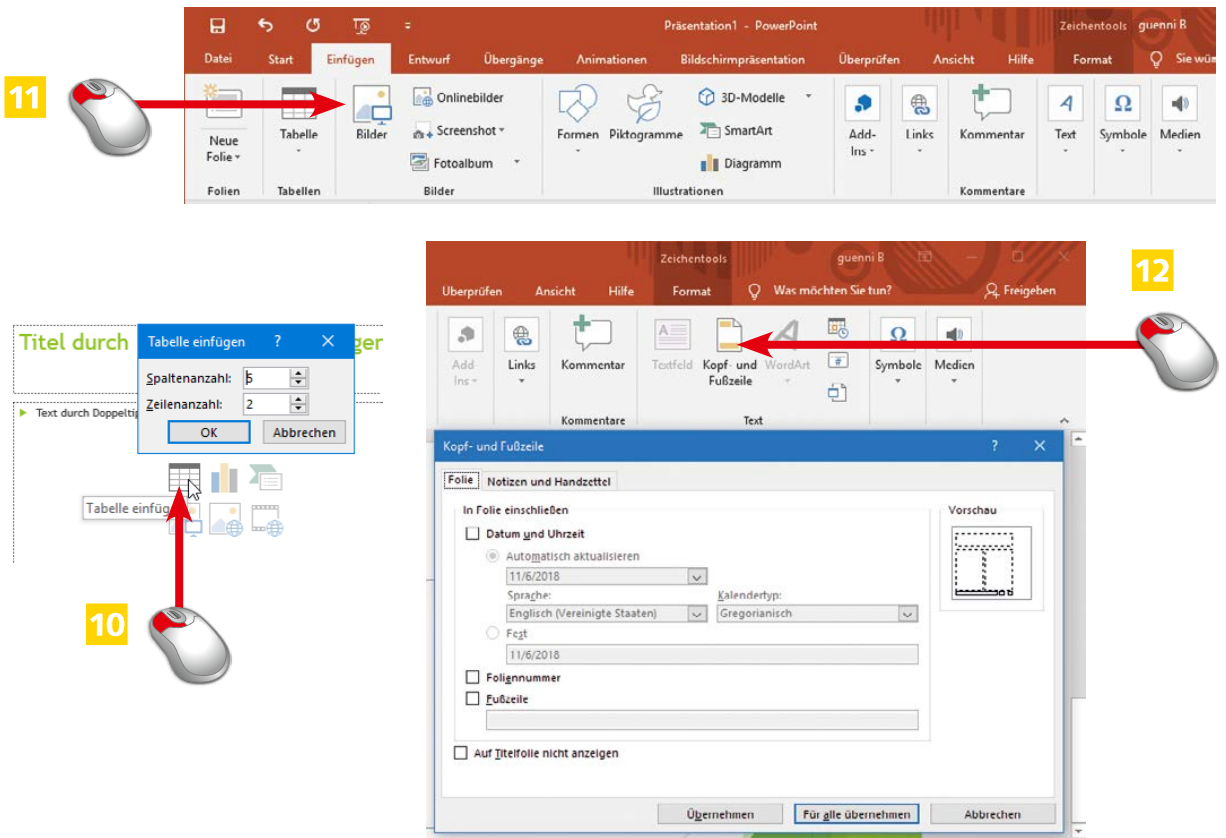 Präsentation1 - PowerPoint
Zeichentools guenni B
Datei Start Einfügen Entwurf Übergänge Animationen Bildschirmpräsentation Überprüfen Ansicht Hilfe Format Sie
11
Neue Folie
Tabelle
Bilder
Onlinebilder
Screenshot
Fotoalbum
Formen Piktogramme
3D-Modelle
SmartArt
Diagramm
Add-Ins
Links
Kommentar
Text
Symbole
Medien
Folien Tabellen Bilder Illustrationen Kommentare
Zeichentools guenni B
12
Überprüfen Ansicht Hilfe Format Was möchten Sie tun? Freigeben
Add Ins
Links
Kommentar
Textfeld
Kopf- und Fußzeile
WordArt
Symbole
Medien
Kommentare Text
Titel durch
Tabelle einfügen ?
Spaltenanzahl: 5
Zeilenanzahl: 2
OK Abbrechen
Text durch
Tabelle
10
Kopf- und Fußzeile ?
Folie Notizen und Handzettel
In Folie einschließen
Vorschau
Datum und Uhrzeit
Automatisch aktualisieren
11/6/2018
Sprache: Kalendertyp:
Englisch (Vereinigte Staaten) Gregorianisch
Fest
11/6/2018
Foliennummer
Fußzeile
Auf Titelfolie nicht anzeigen
Übernehmen Für alle übernehmen Abbrechen